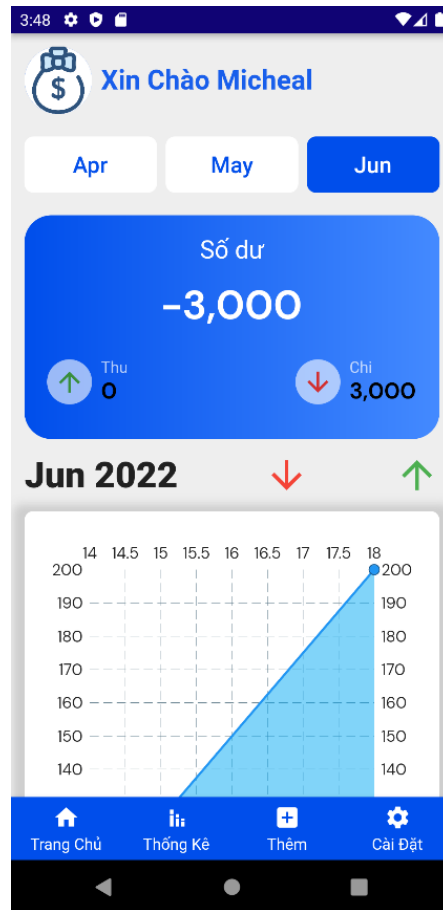 3:48
$
Xin Chào Micheal
Apr May Jun
Số dư
-3,000
Thu Chi
0 3,000
Jun 2022
14 14.5 15 15.5 16 16.5 17 17.5 18
200 200
190 190
180 180
170 170
160 160
150 150
140 140
Trang Chủ Thống Kê Thêm Cài Đặt